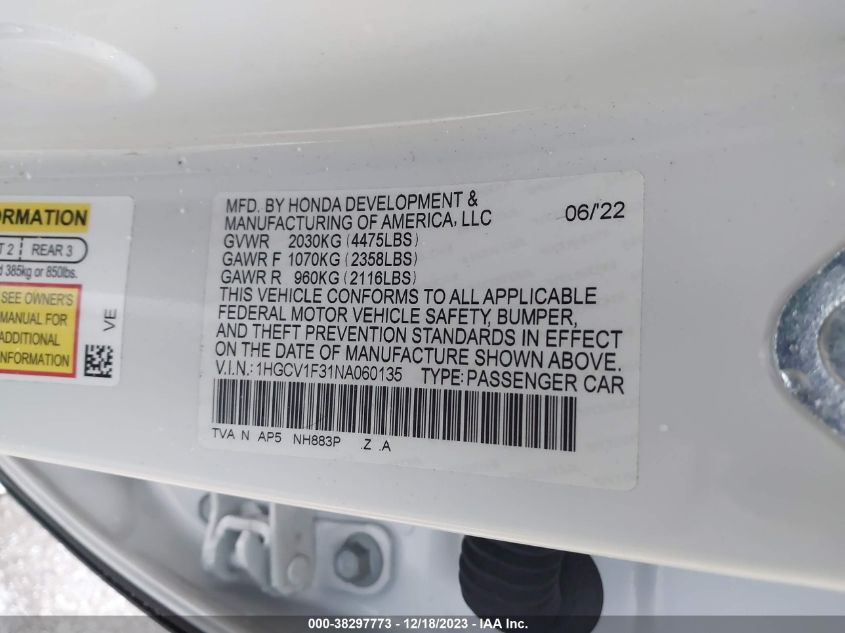 ORMATION
T 2 REAR 3
d 385kg or 850lbs.
SEE OWNER'S
MANUAL FOR
ADDITIONAL
INFORMATION
VE
MFD. BY HONDA DEVELOPMENT &
MANUFACTURING OF AMERICA, LLC 06/'22
GVWR 2030KG (4475LBS)
GAWR F 1070KG (2358LBS)
GAWR R 960KG (2116LBS)
THIS VEHICLE CONFORMS TO ALL APPLICABLE
FEDERAL MOTOR VEHICLE SAFETY, BUMPER,
AND THEFT PREVENTION STANDARDS IN EFFECT
ON THE DATE OF MANUFACTURE SHOWN ABOVE.
V.I.N.: 1HGCV1F31NA060135 TYPE: PASSENGER CAR
TVA N AP5 NH883P .Z .A
000-38297773 - 12/18/2023 - IAA Inc.